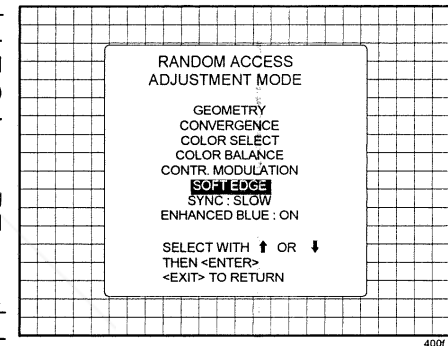 RANDOM ACCESS
ADJUSTMENT MODE
GEOMETRY
CONVERGENCE
COLOR SELECT
COLOR BALANCE
CONTR. MODULATION
SOFT EDGE
SYNC : SLOW
ENHANCED BLUE : ON
SELECT WITH ⬆ OR ⬇
THEN <ENTER>
<EXIT> TO RETURN